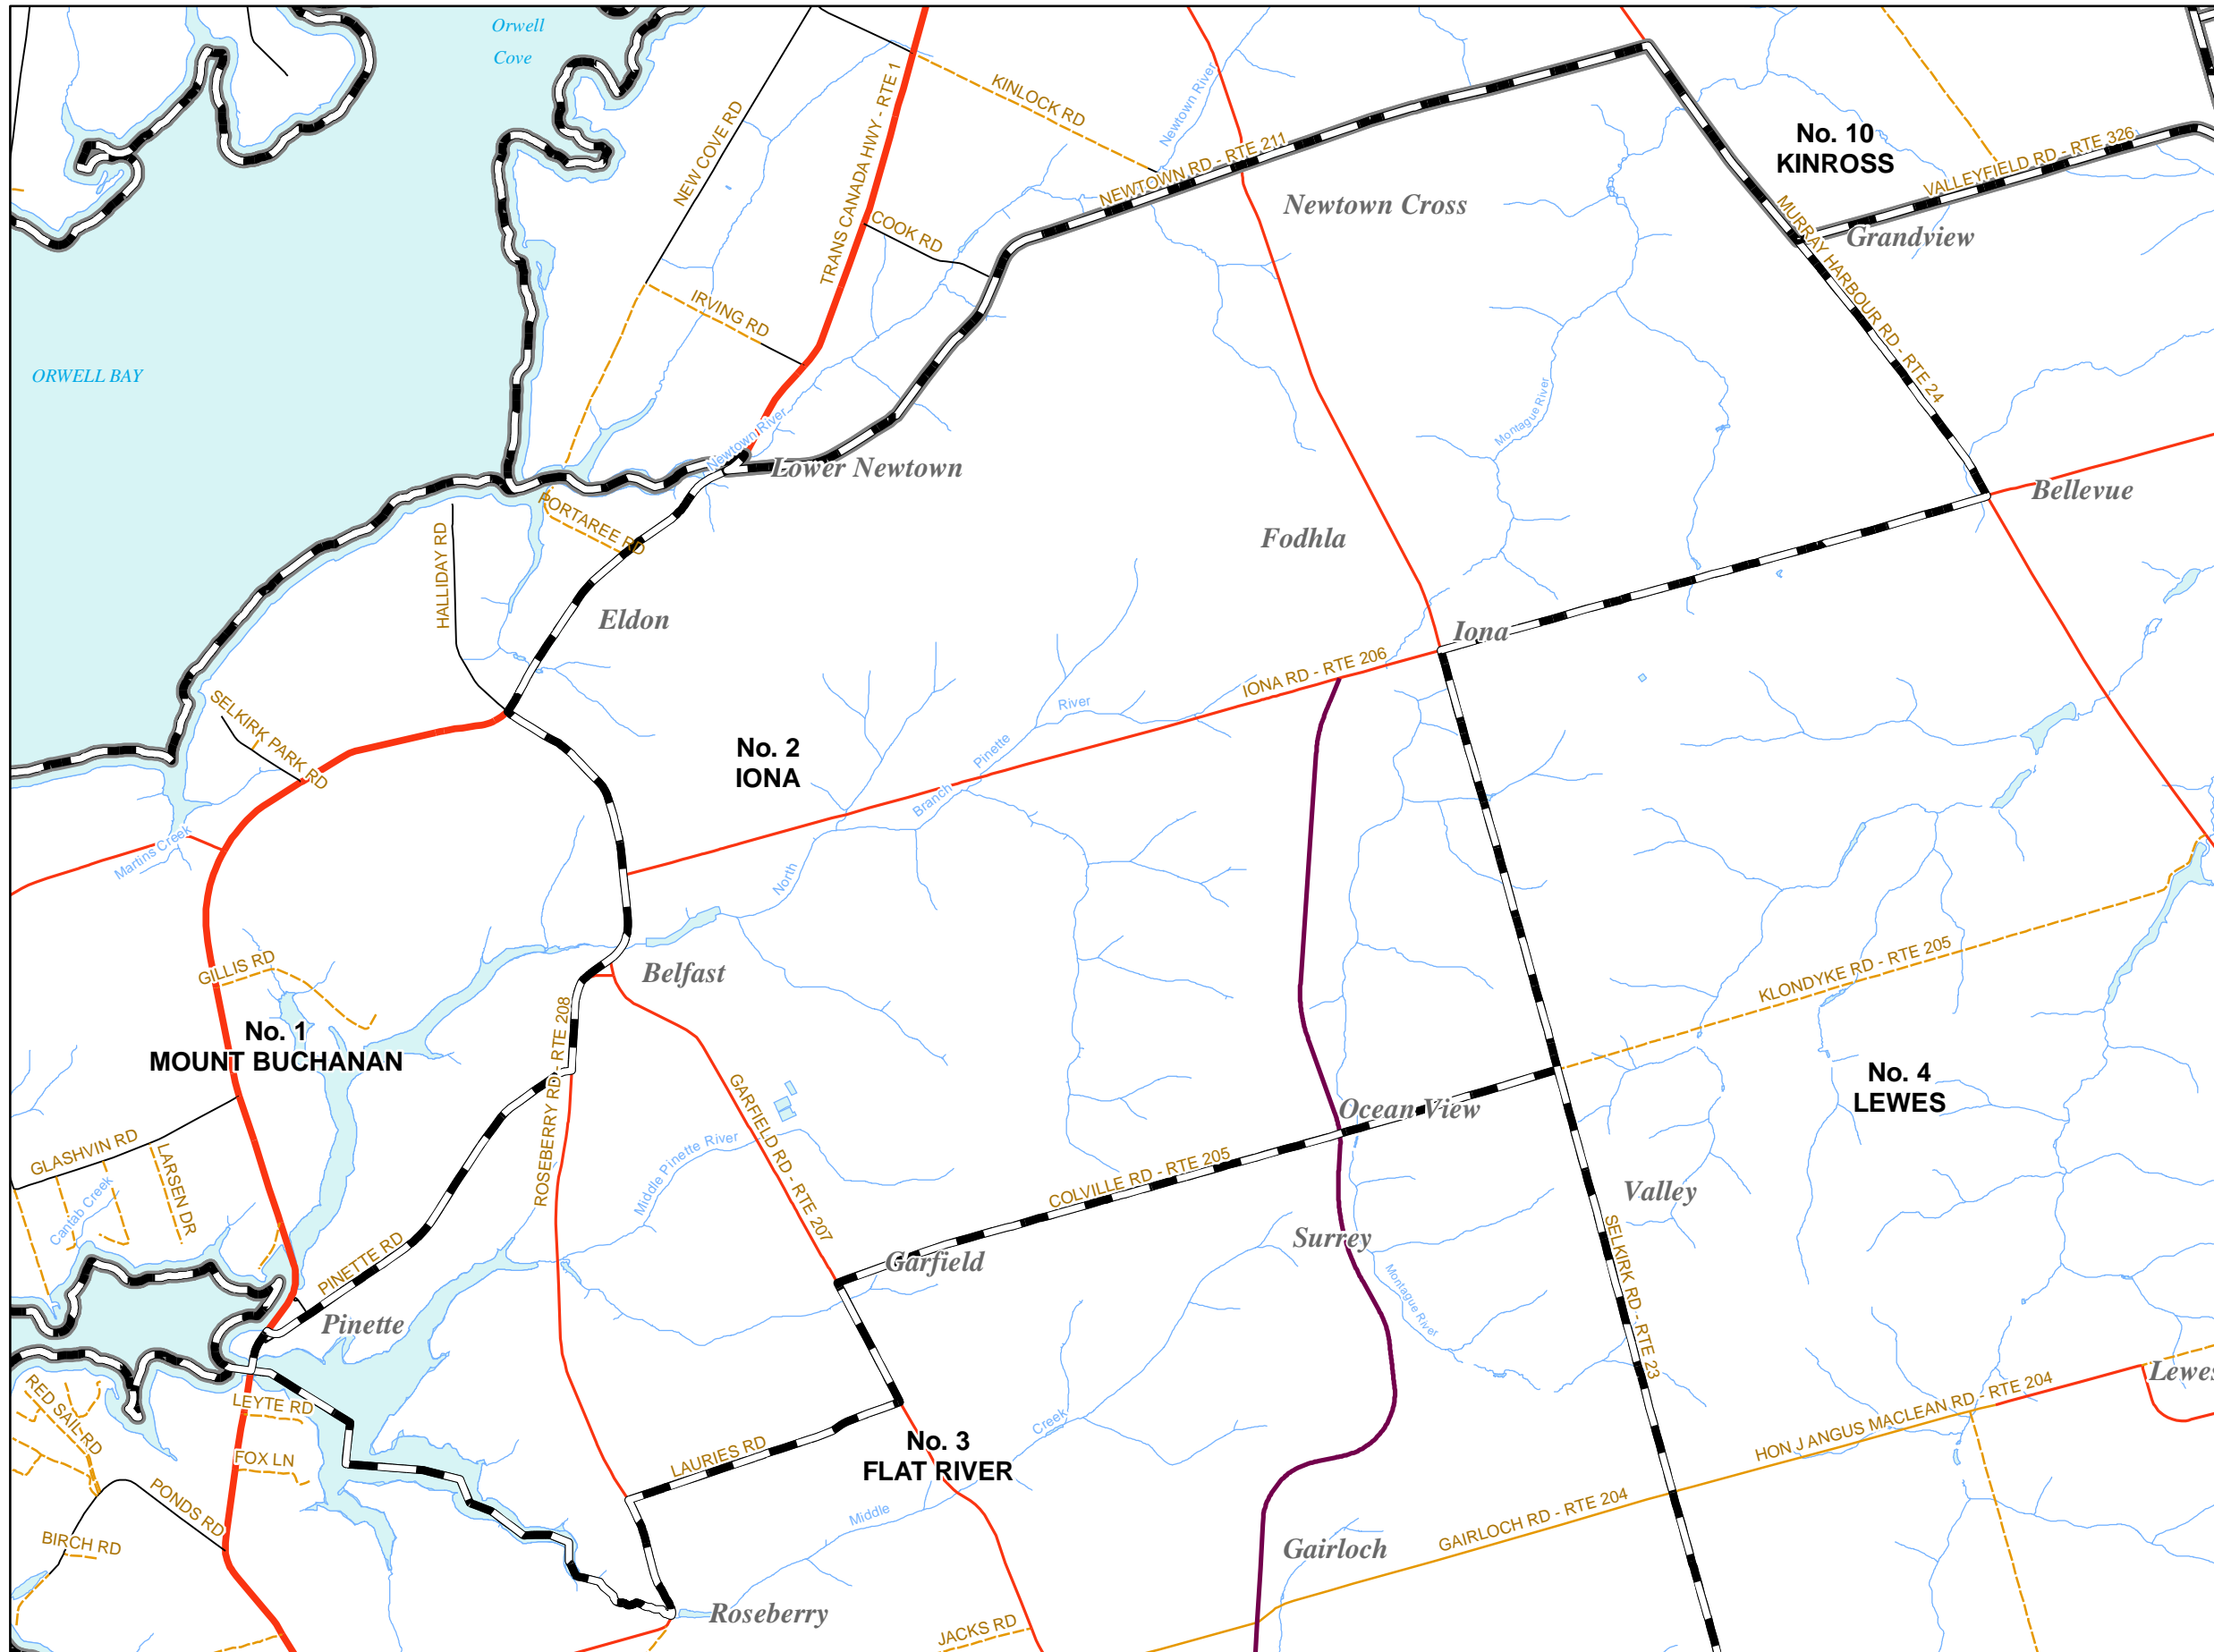 Orwell
Cove
ORWELL BAY
NEW COVE RD
TRANS CANADA HWY - RTE 1
KINLOCK RD
Newtown River
NEWTOWN RD - RTE 211
COOK RD
IRVING RD
Newtown Cross
No. 10
KINROSS
VALLEYFIELD RD - RTE 326
MURRAY HARBOUR RD - RTE 24
Grandview
Montague River
Newtown River
Lower Newtown
Bellevue
PORTAREE RD
HALLIDAY RD
Fodhla
Eldon
Iona
IONA RD - RTE 206
SELKIRK PARK RD
No. 2
IONA
North
Branch
Pinette
River
Martins Creek
GILLIS RD
Belfast
KLONDYKE RD - RTE 205
No. 1
MOUNT BUCHANAN
ROSEBERRY RD - RTE 208
GARFIELD RD - RTE 207
No. 4
LEWES
Ocean View
GLASHVIN RD
LARSEN DR
Cantab Creek
Middle Pinette River
COLVILLE RD - RTE 205
Valley
Surrey
SELKIRK RD - RTE 23
PINETTE RD
Garfield
Montague River
Pinette
Lewes
RED SAIL RD
LEYTE RD
FOX LN
PONDS RD
BIRCH RD
LAURIES RD
No. 3
FLAT RIVER
Middle
Creek
HON J ANGUS MACLEAN RD - RTE 204
GAIRLOCH RD - RTE 204
Gairloch
Roseberry
JACKS RD